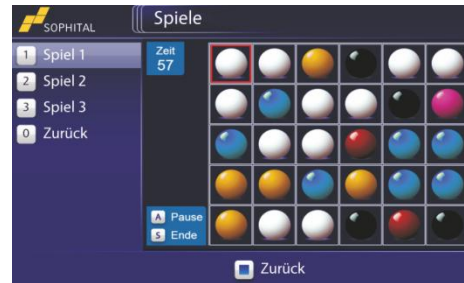 SOPHITAL
Spiele
1 Spiel 1
2 Spiel 2
3 Spiel 3
0 Zurück
Zeit
57
A Pause
S Ende
Zurück